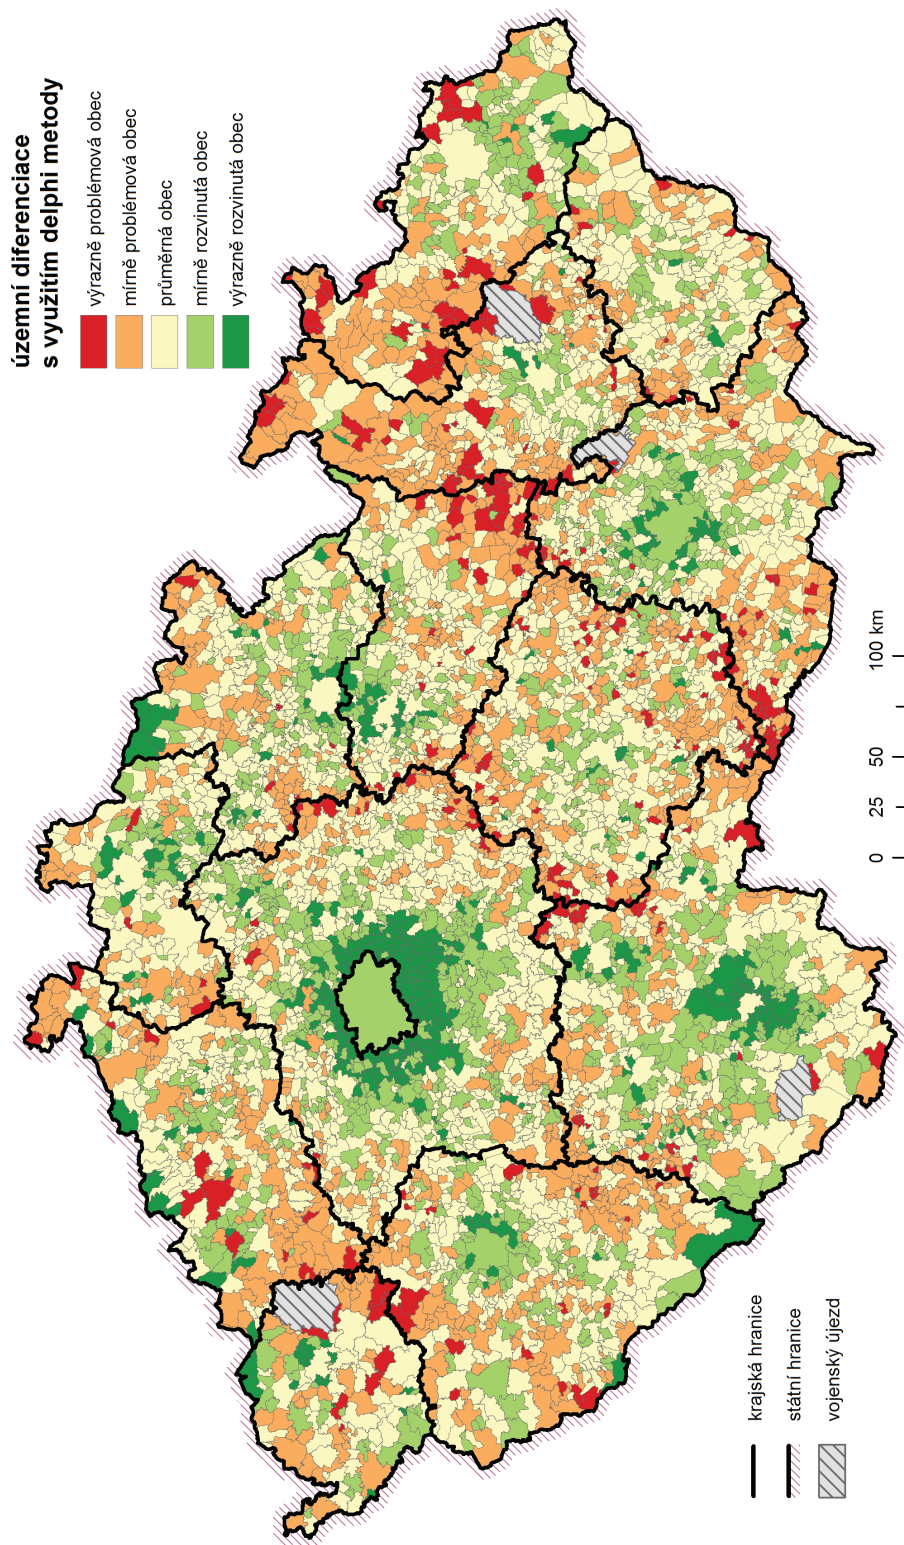 územní diferenciace
s využitím delphi metody
výrazně problémová obec
mírně problémová obec
průměrná obec
mírně rozvinutá obec
výrazně rozvinutá obec
krajská hranice
státní hranice
vojenský újezd
0 25 50 100 km